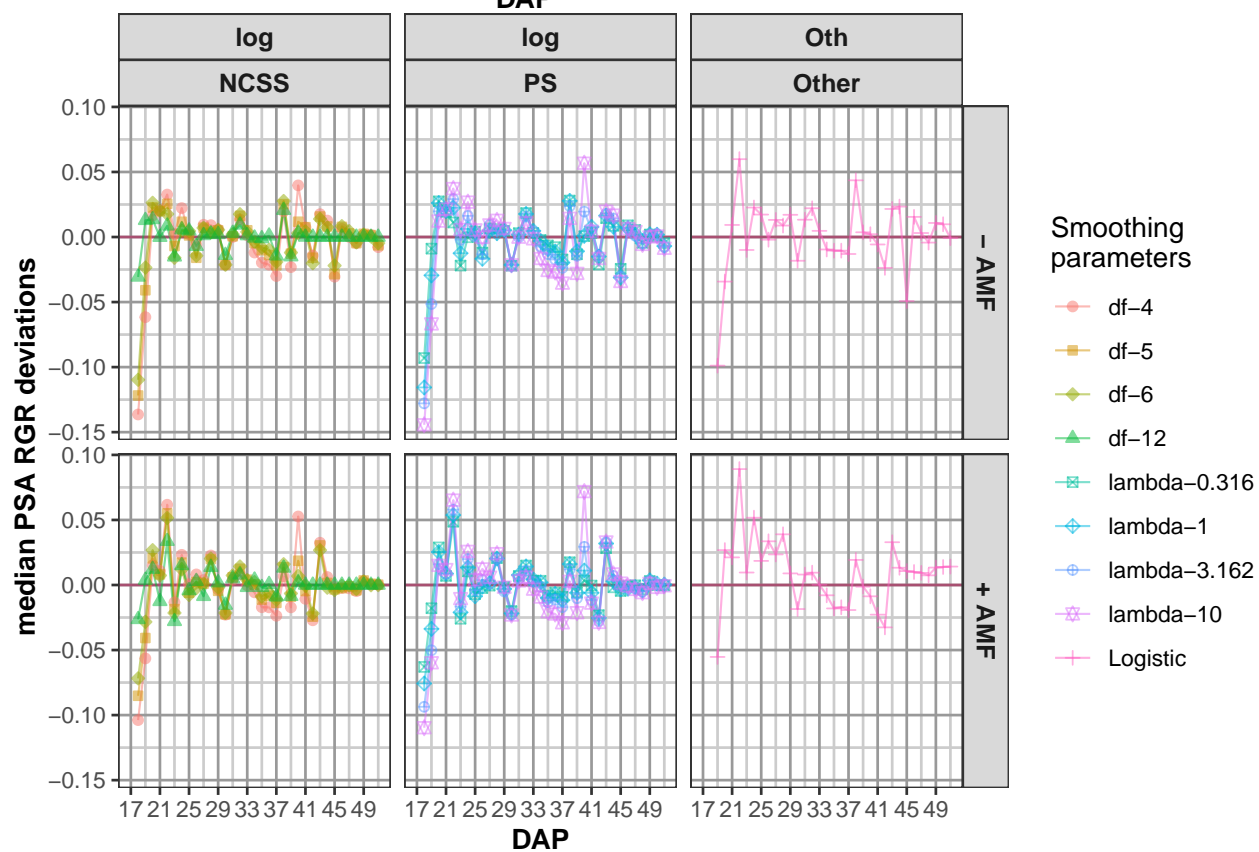 DAP
log log Oth
NCSS PS Other
0.10
0.05
0.00
−0.05
−0.10
−0.15
− AMF
0.10
0.05
0.00
−0.05
−0.10
−0.15
+ AMF
median PSA RGR deviations
17 21 25 29 33 37 41 45 49 17 21 25 29 33 37 41 45 49 17 21 25 29 33 37 41 45 49
DAP
Smoothing
parameters
df−4
df−5
df−6
df−12
lambda−0.316
lambda−1
lambda−3.162
lambda−10
Logistic